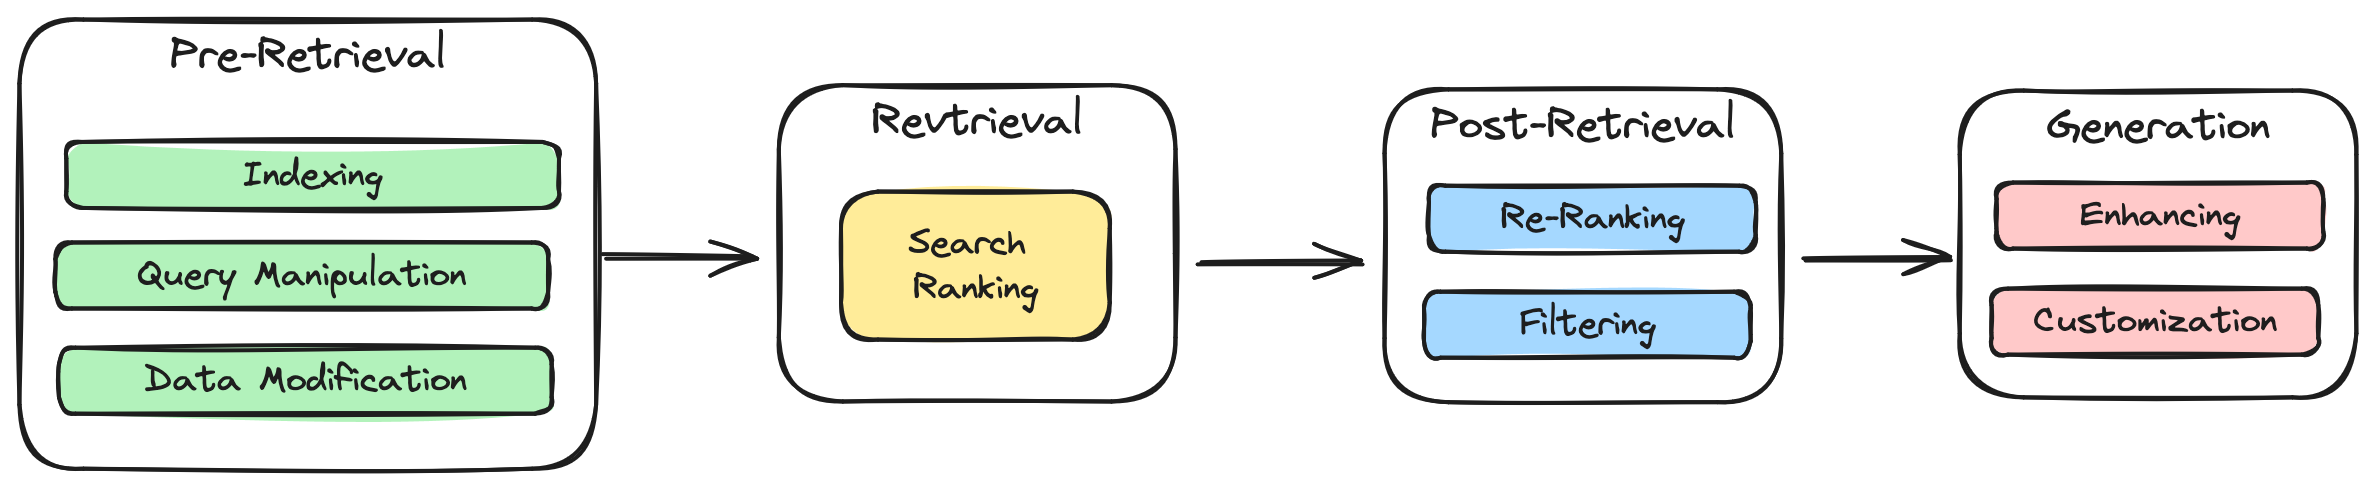 Pre-Retrieval
Indexing
Query Manipulation
Data Modification
Revtrieval
Search
Ranking
Post-Retrieval
Re-Ranking
Filtering
Generation
Enhancing
Customization